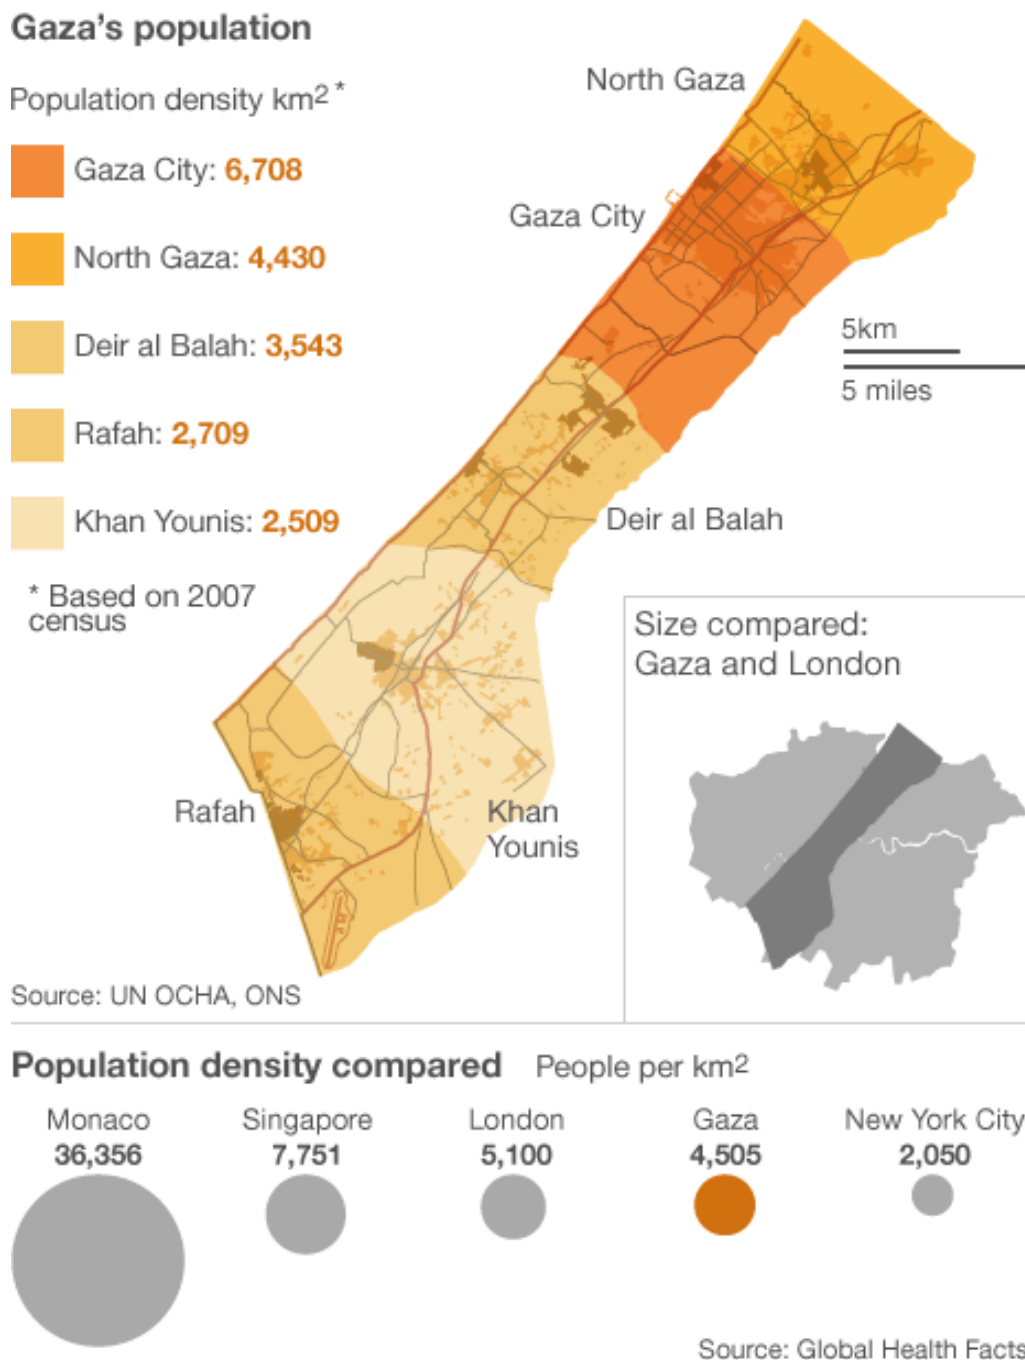 Gaza's population
Population density km2 *
Gaza City: 6,708
North Gaza: 4,430
Deir al Balah: 3,543
Rafah: 2,709
Khan Younis: 2,509
* Based on 2007
census
North Gaza
Gaza City
5km
5 miles
Deir al Balah
Rafah
Khan
Younis
Size compared:
Gaza and London
Source: UN OCHA, ONS
Population density compared People per km2
Monaco
36,356
Singapore
7,751
London
5,100
Gaza
4,505
New York City
2,050
Source: Global Health Facts